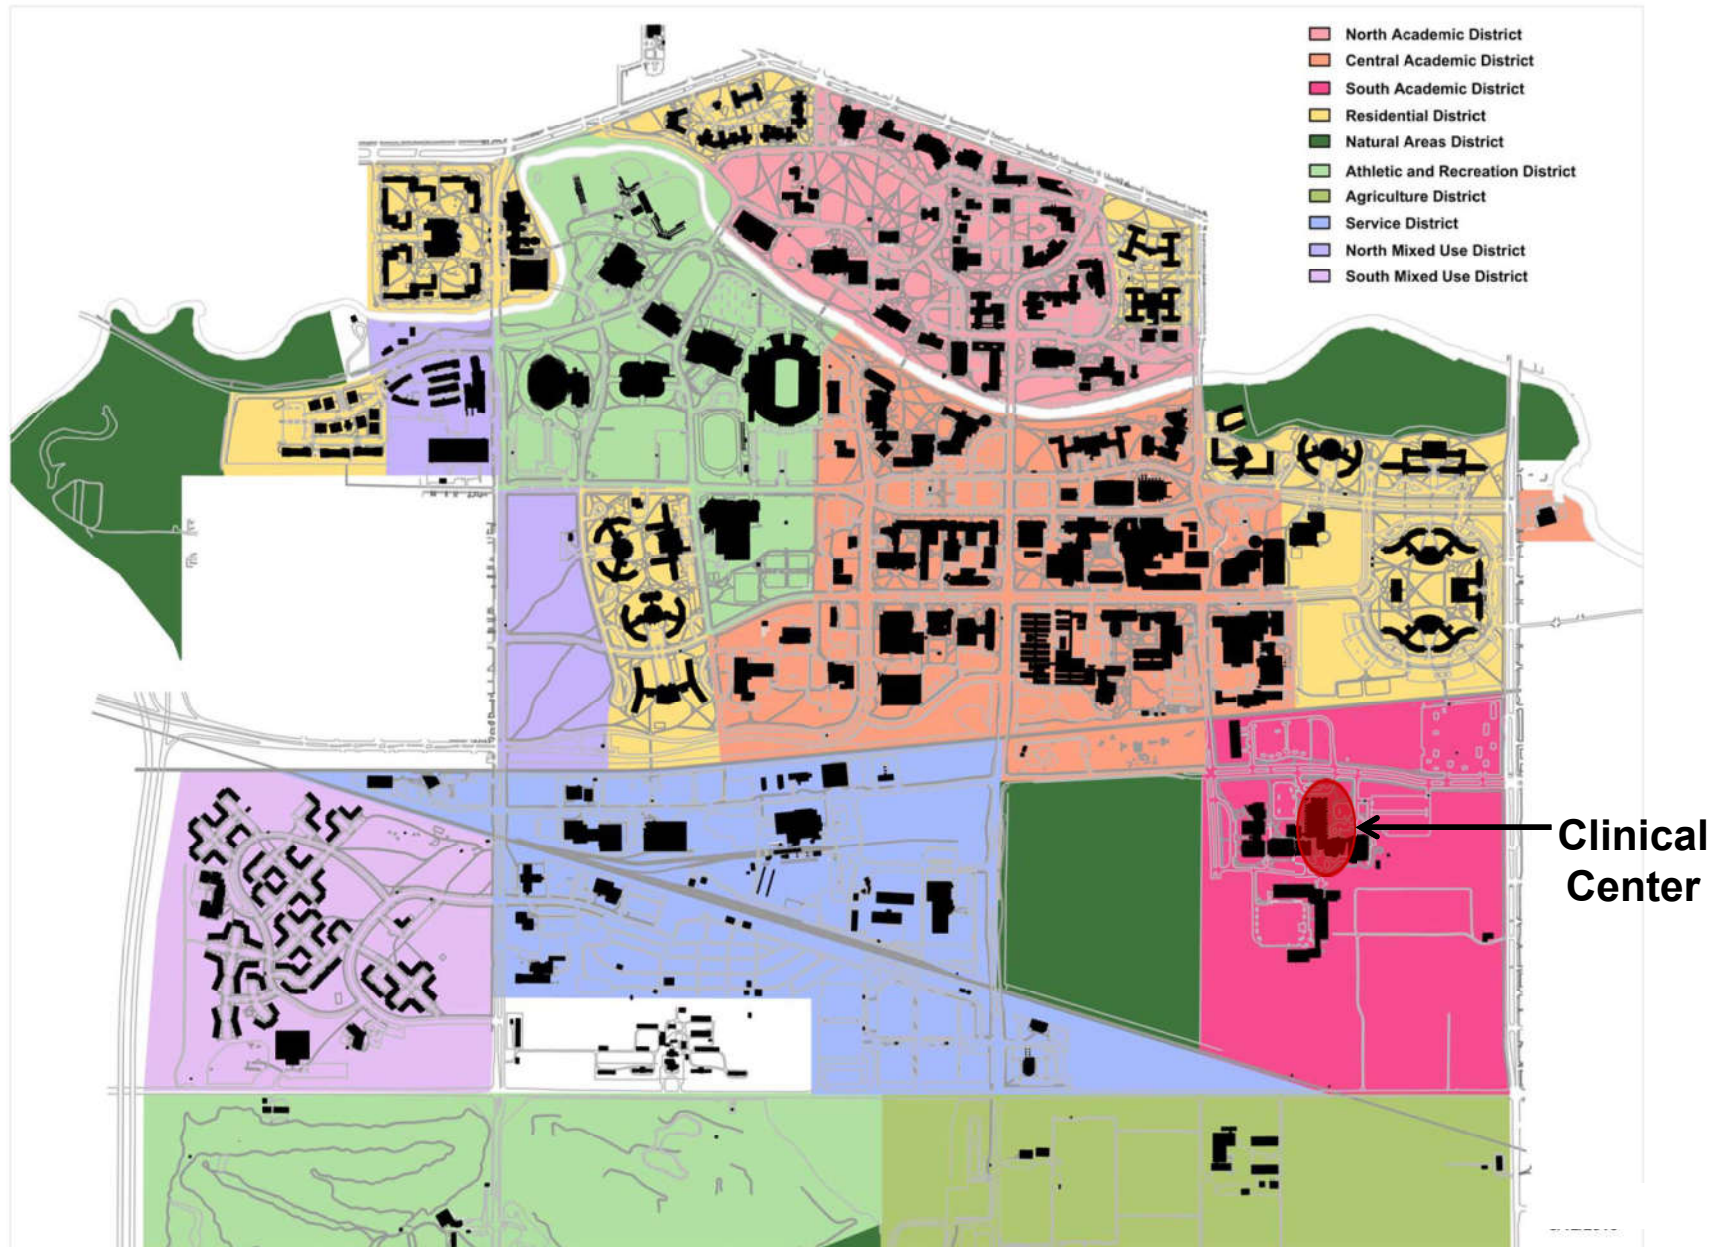 North Academic District
Central Academic District
South Academic District
Residential District
Natural Areas District
Athletic and Recreation District
Agriculture District
Service District
North Mixed Use District
South Mixed Use District
Clinical
Center